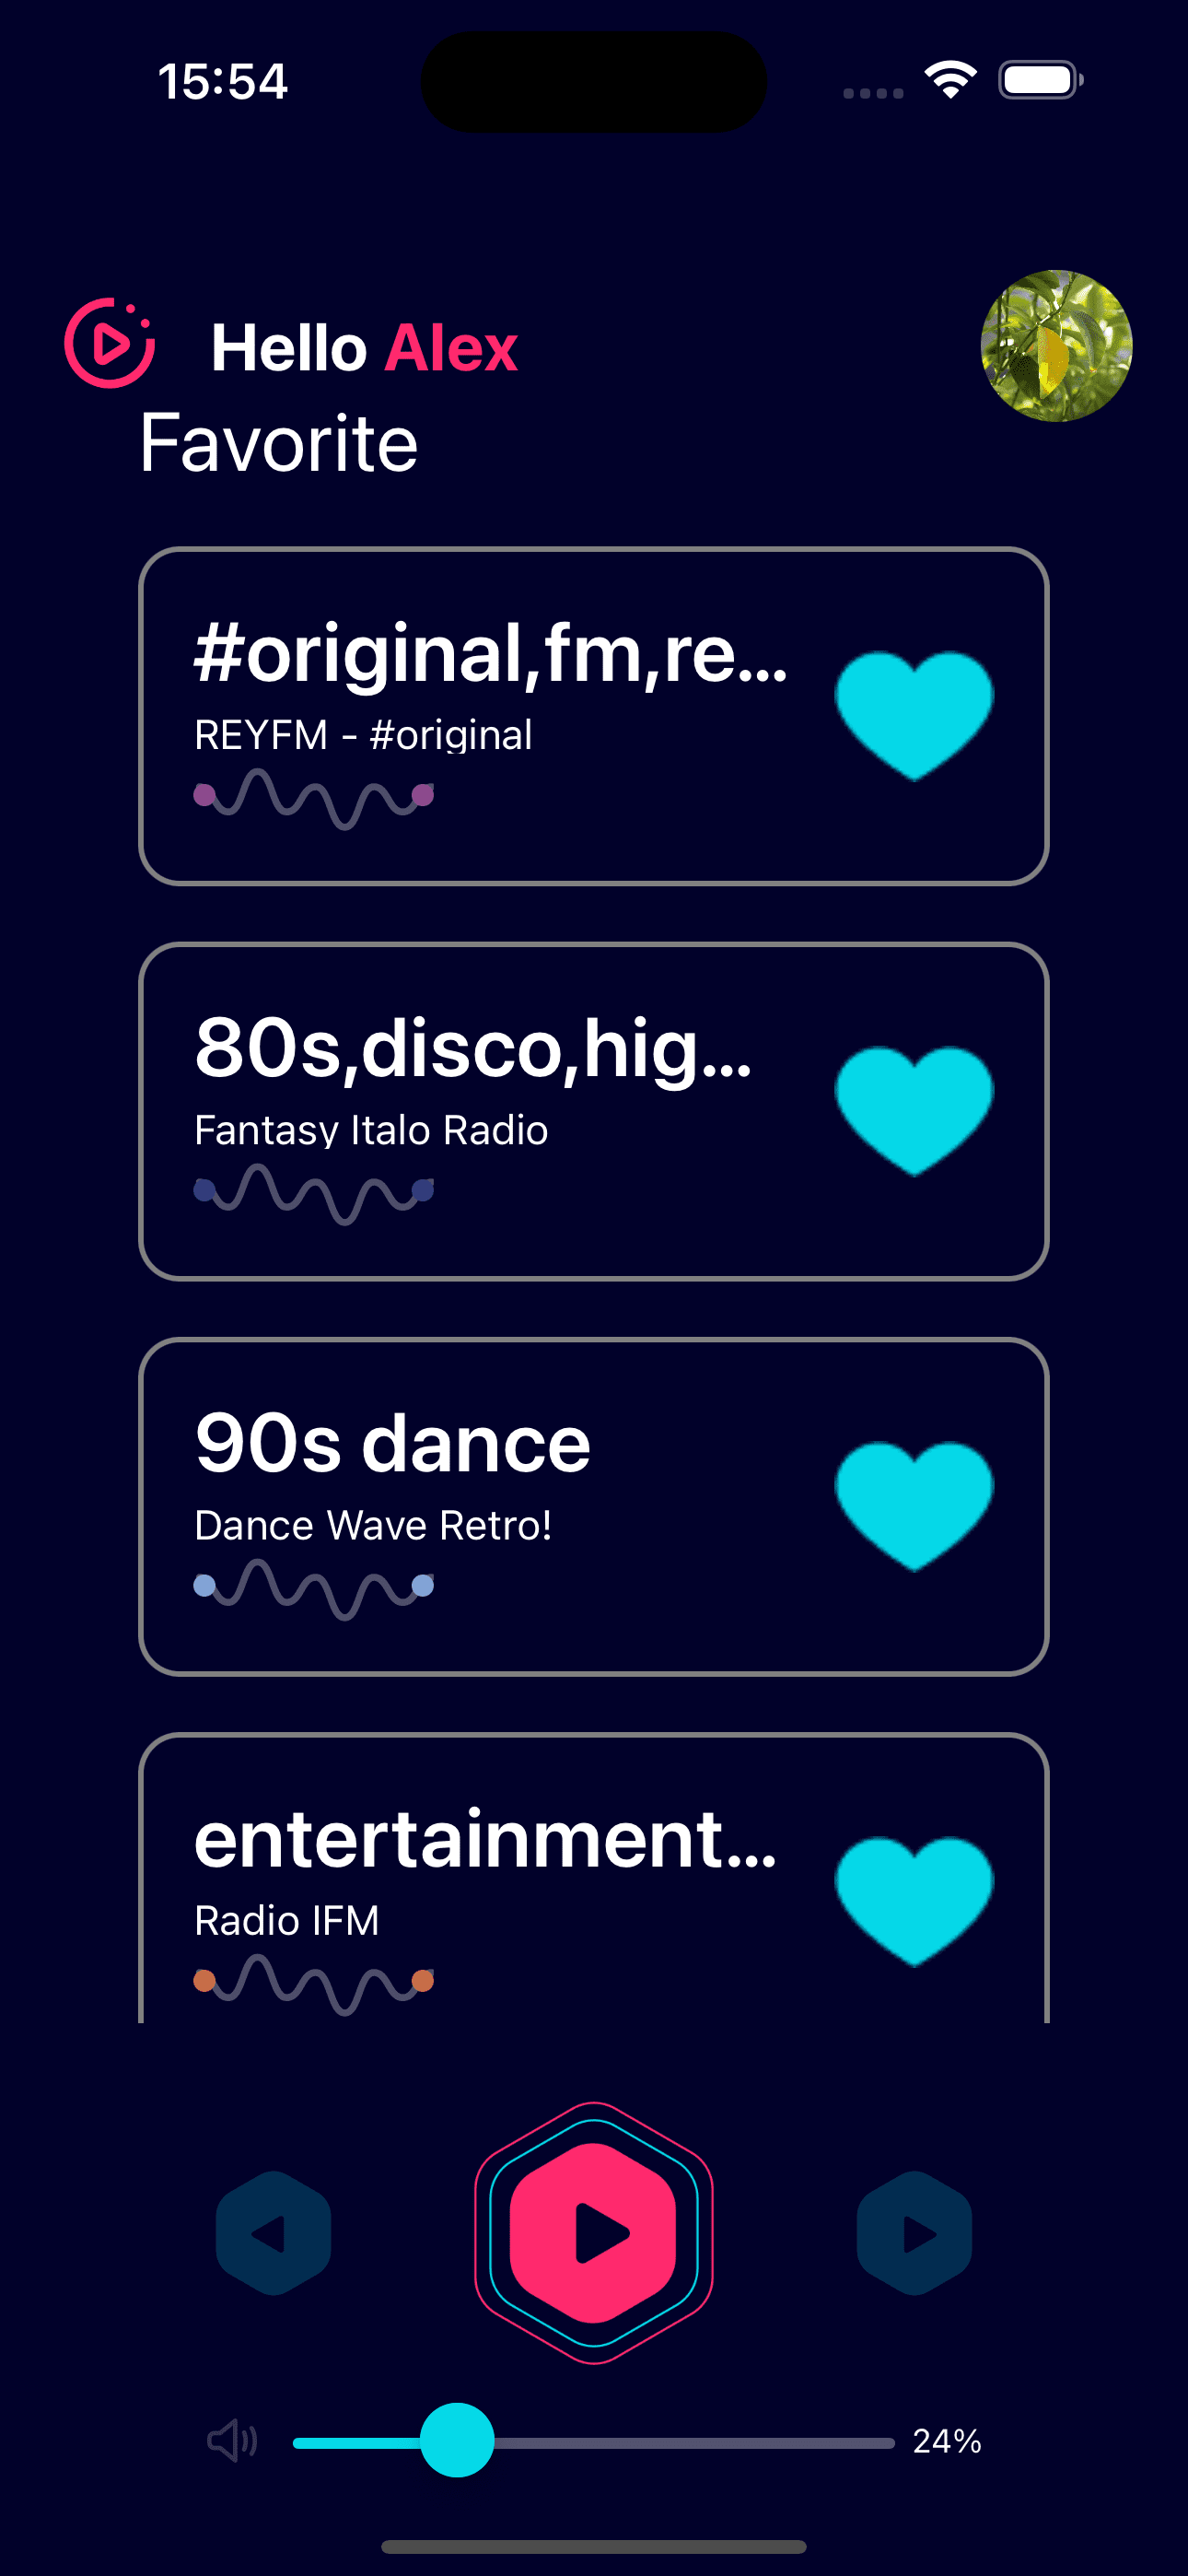 15:54
Hello Alex
Favorite
#original,fm,re...
REYFM - #original
80s,disco,hig...
Fantasy Italo Radio
90s dance
Dance Wave Retro!
entertainment...
Radio IFM
24%